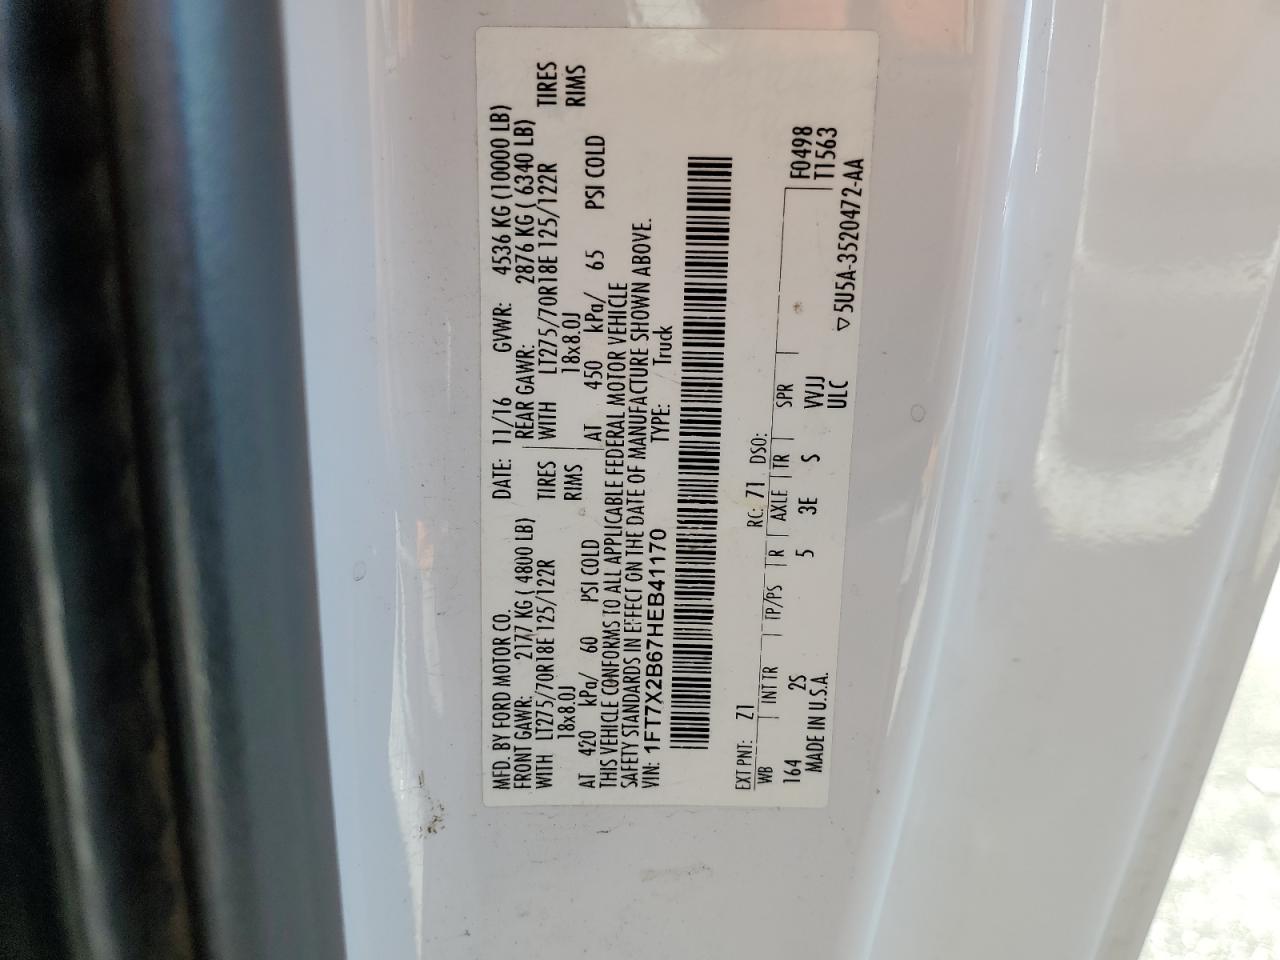 MFD. BY FORD MOTOR CO. DATE: 11/16 GVWR: 4536 KG (10000 LB)
FRONT GAWR: 2177 KG ( 4800 LB) REAR GAWR: 2876 KG ( 6340 LB)
WITH LT275/70R18E 125/122R TIRES WITH LT275/70R18E 125/122R TIRES
18x8.0J RIMS 18x8.0J RIMS
AT 420 kPa/ 60 PSI COLD AT 450 kPa/ 65 PSI COLD
THIS VEHICLE CONFORMS TO ALL APPLICABLE FEDERAL MOTOR VEHICLE
SAFETY STANDARDS IN EFFECT ON THE DATE OF MANUFACTURE SHOWN ABOVE.
VIN: 1FT7X2B67HEB41170 TYPE: Truck
EXT PNT: Z1 RC: 71 DSO:
WB INT TR TP/PS R AXLE TR SPR F0498
164 2S 5 3E S WJJ T1563
MADE IN U.S.A. ULC
▽5U5A-3520472-AA